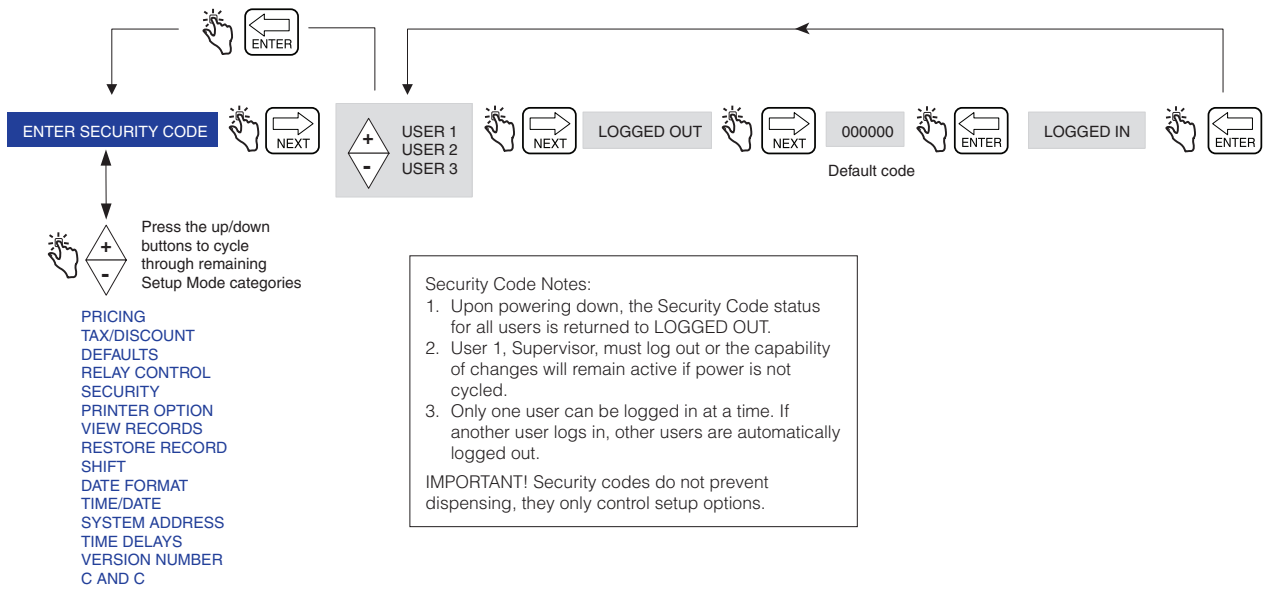 ENTER
ENTER SECURITY CODE
NEXT
+
-
USER 1
USER 2
USER 3
NEXT
LOGGED OUT
NEXT
000000
ENTER
LOGGED IN
ENTER
Default code
+
-
Press the up/down
buttons to cycle
through remaining
Setup Mode categories
PRICING
TAX/DISCOUNT
DEFAULTS
RELAY CONTROL
SECURITY
PRINTER OPTION
VIEW RECORDS
RESTORE RECORD
SHIFT
DATE FORMAT
TIME/DATE
SYSTEM ADDRESS
TIME DELAYS
VERSION NUMBER
C AND C
Security Code Notes:
1. Upon powering down, the Security Code status
for all users is returned to LOGGED OUT.
2. User 1, Supervisor, must log out or the capability
of changes will remain active if power is not
cycled.
3. Only one user can be logged in at a time. If
another user logs in, other users are automatically
logged out.
IMPORTANT! Security codes do not prevent
dispensing, they only control setup options.